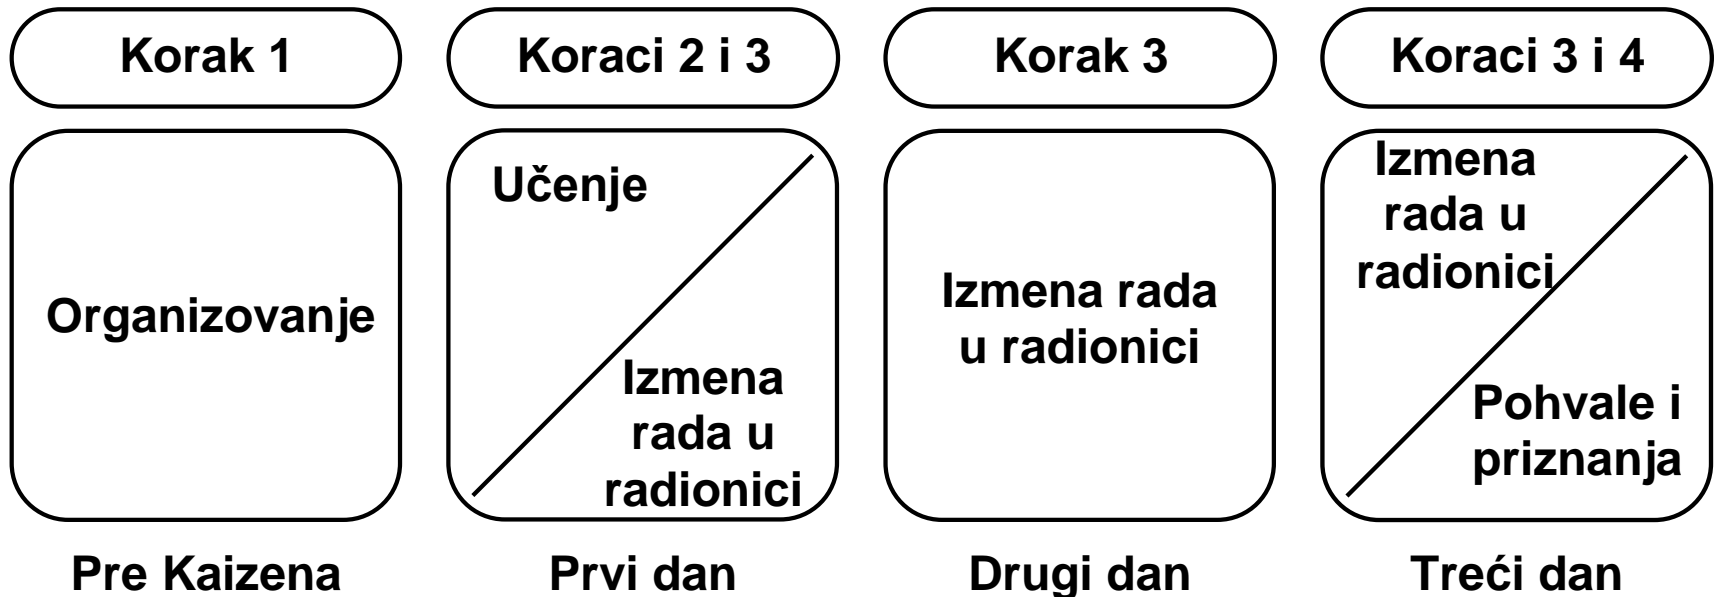 Korak 1
Koraci 2 i 3
Korak 3
Koraci 3 i 4
Organizovanje
Učenje
Izmena
rada u
radionici
Izmena rada
u radionici
Izmena
rada u
radionici
Pohvale i
priznanja
Pre Kaizena
Prvi dan
Drugi dan
Treći dan